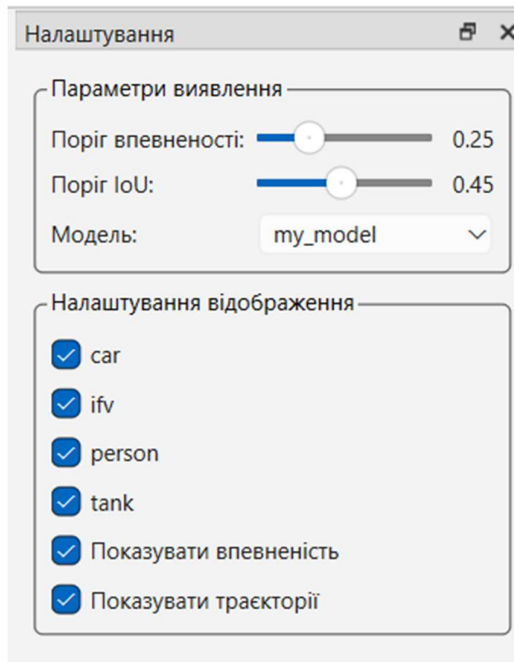 Налаштування
Параметри виявлення
Поріг впевненості: 0.25
Поріг IoU: 0.45
Модель: my_model
Налаштування відображення
car
ifv
person
tank
Показувати впевненість
Показувати траєкторії